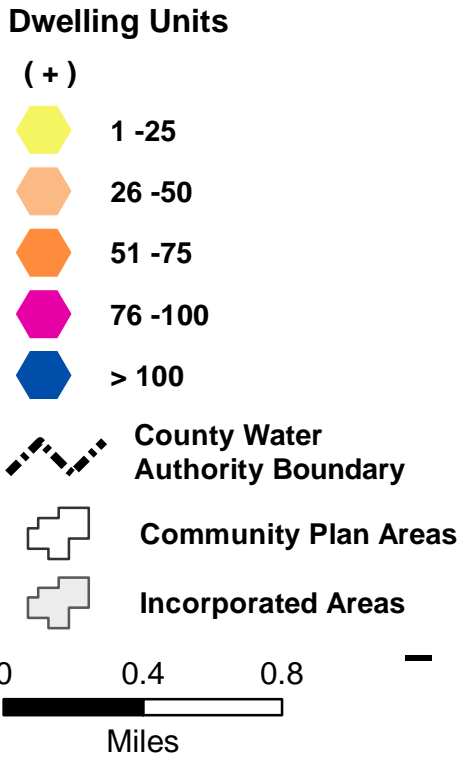 Dwelling Units
( + )
1 -25
26 -50
51 -75
76 -100
> 100
County Water
Authority Boundary
Community Plan Areas
Incorporated Areas
0 0.4 0.8
Miles